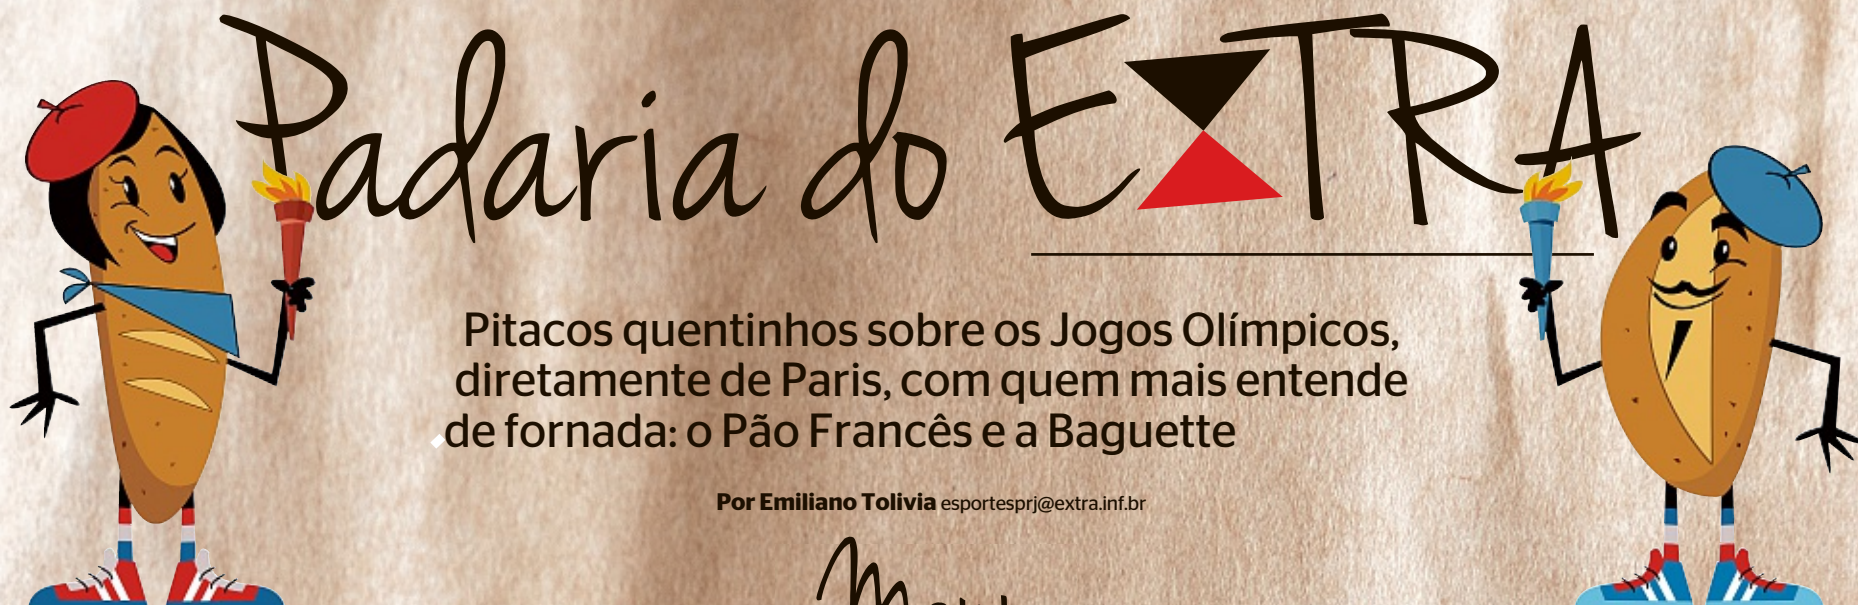 Padaria do EXTRA
Pitacos quentinhos sobre os Jogos Olímpicos,
diretamente de Paris, com quem mais entende
de fornada: o Pão Francês e a Baguette
Por Emiliano Tolivia esportesprj@extra.inf.br